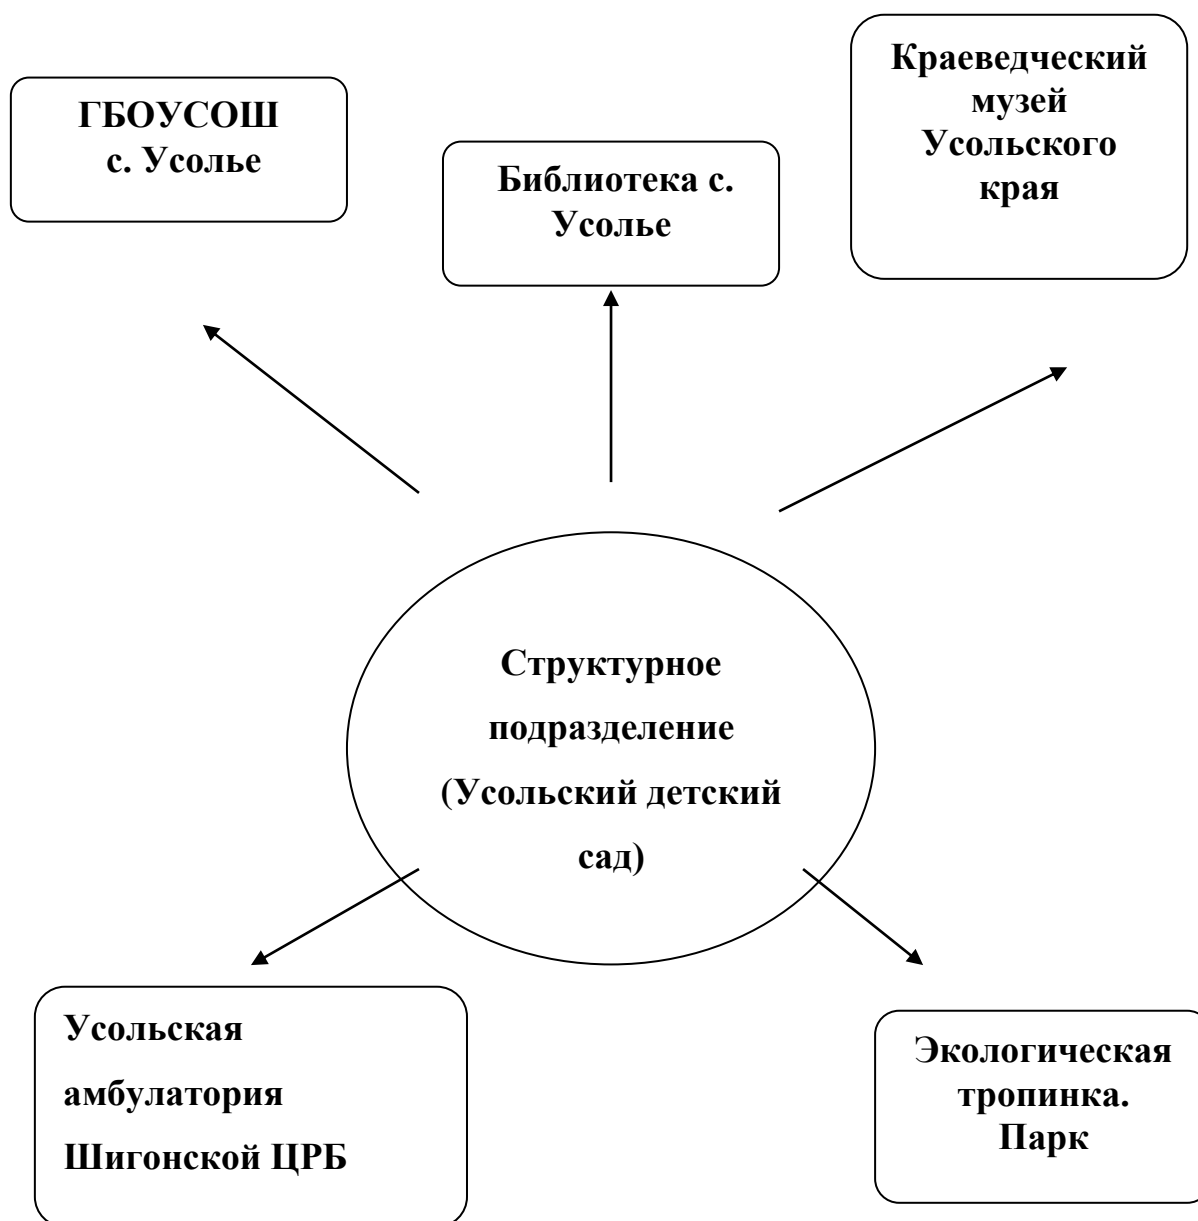 ГБОУСОШ
с. Усолье
Библиотека с.
Усолье
Краеведческий
музей
Усольского
края
Структурное
подразделение
(Усольский детский
сад)
Усольская
амбулатория
Шигонской ЦРБ
Экологическая
тропинка.
Парк